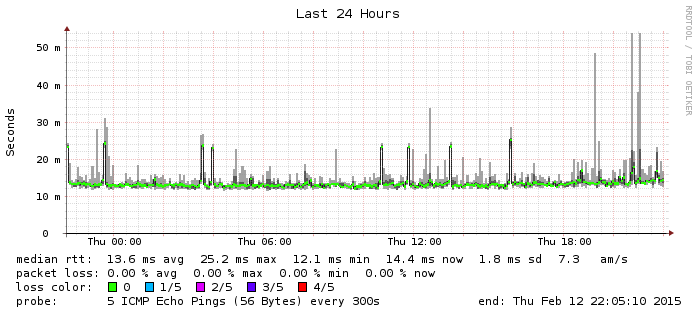 Last 24 Hours
RRDTOOL / TOBI OETIKER
Seconds
50 m
40 m
30 m
20 m
10 m
0
Thu 00:00 Thu 06:00 Thu 12:00 Thu 18:00
median rtt: 13.6 ms avg 25.2 ms max 12.1 ms min 14.4 ms now 1.8 ms sd 7.3 am/s
packet loss: 0.00 % avg 0.00 % max 0.00 % min 0.00 % now
loss color: 0 1/5 2/5 3/5 4/5
probe: 5 ICMP Echo Pings (56 Bytes) every 300s end: Thu Feb 12 22:05:10 2015